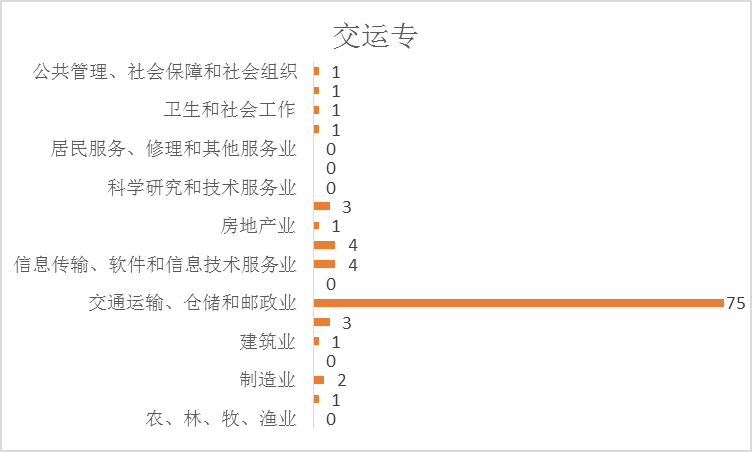 交运专
公共管理、社会保障和社会组织 1
1
卫生和社会工作 1
1
居民服务、修理和其他服务业 0
0
科学研究和技术服务业 0
3
房地产业 1
4
信息传输、软件和信息技术服务业 4
0
交通运输、仓储和邮政业 75
3
建筑业 1
0
制造业 2
1
农、林、牧、渔业 0